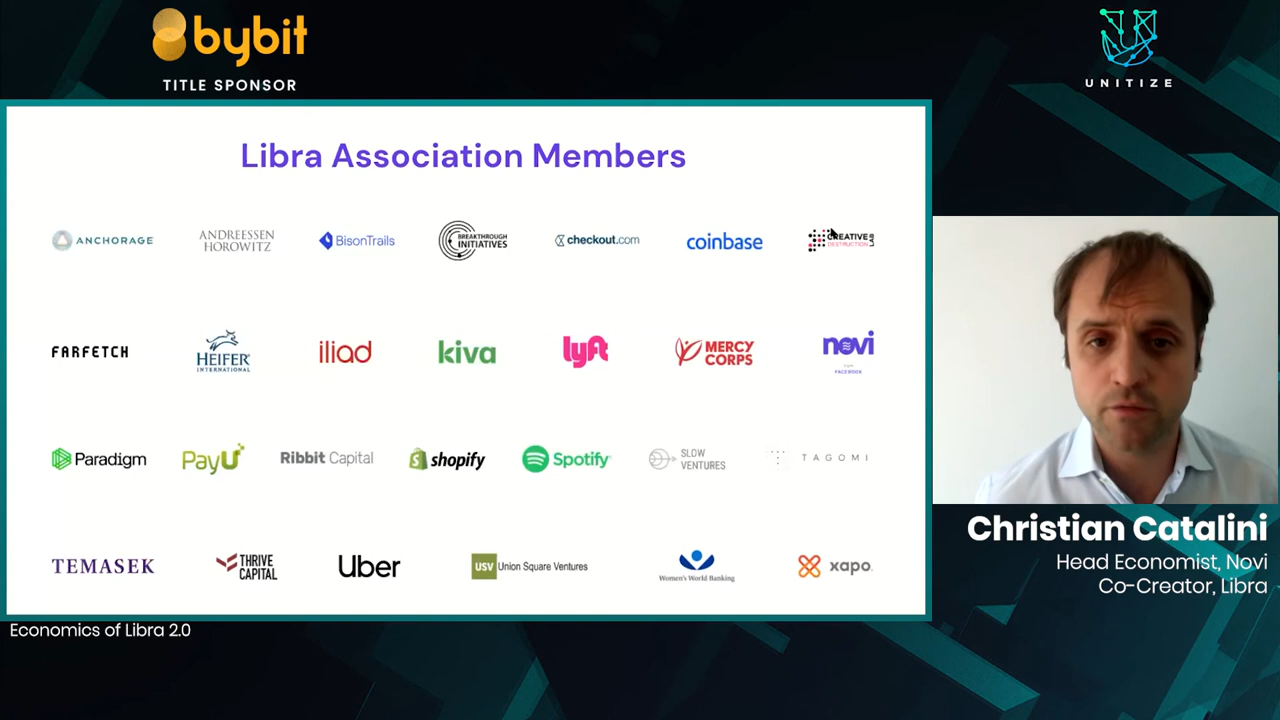 bybit
TITLE SPONSOR
UNITIZE
Libra Association Members
ANCHORAGE
ANDREESSEN
HOROWITZ
BisonTrails
BREAKTHROUGH
INITIATIVES
checkout.com
coinbase
CREATIVE
DESTRUCTION
LAB
FARFETCH
HEIFER
INTERNATIONAL
iliad
kiva
lyft
MERCY
CORPS
novi
FROM
FACEBOOK
Paradigm
PayU
Ribbit Capital
shopify
Spotify
SLOW
VENTURES
TAGOMI
TEMASEK
THRIVE
CAPITAL
Uber
USV Union Square Ventures
Women's World Banking
xapo
Christian Catalini
Head Economist, Novi
Co-Creator, Libra
Economics of Libra 2.0